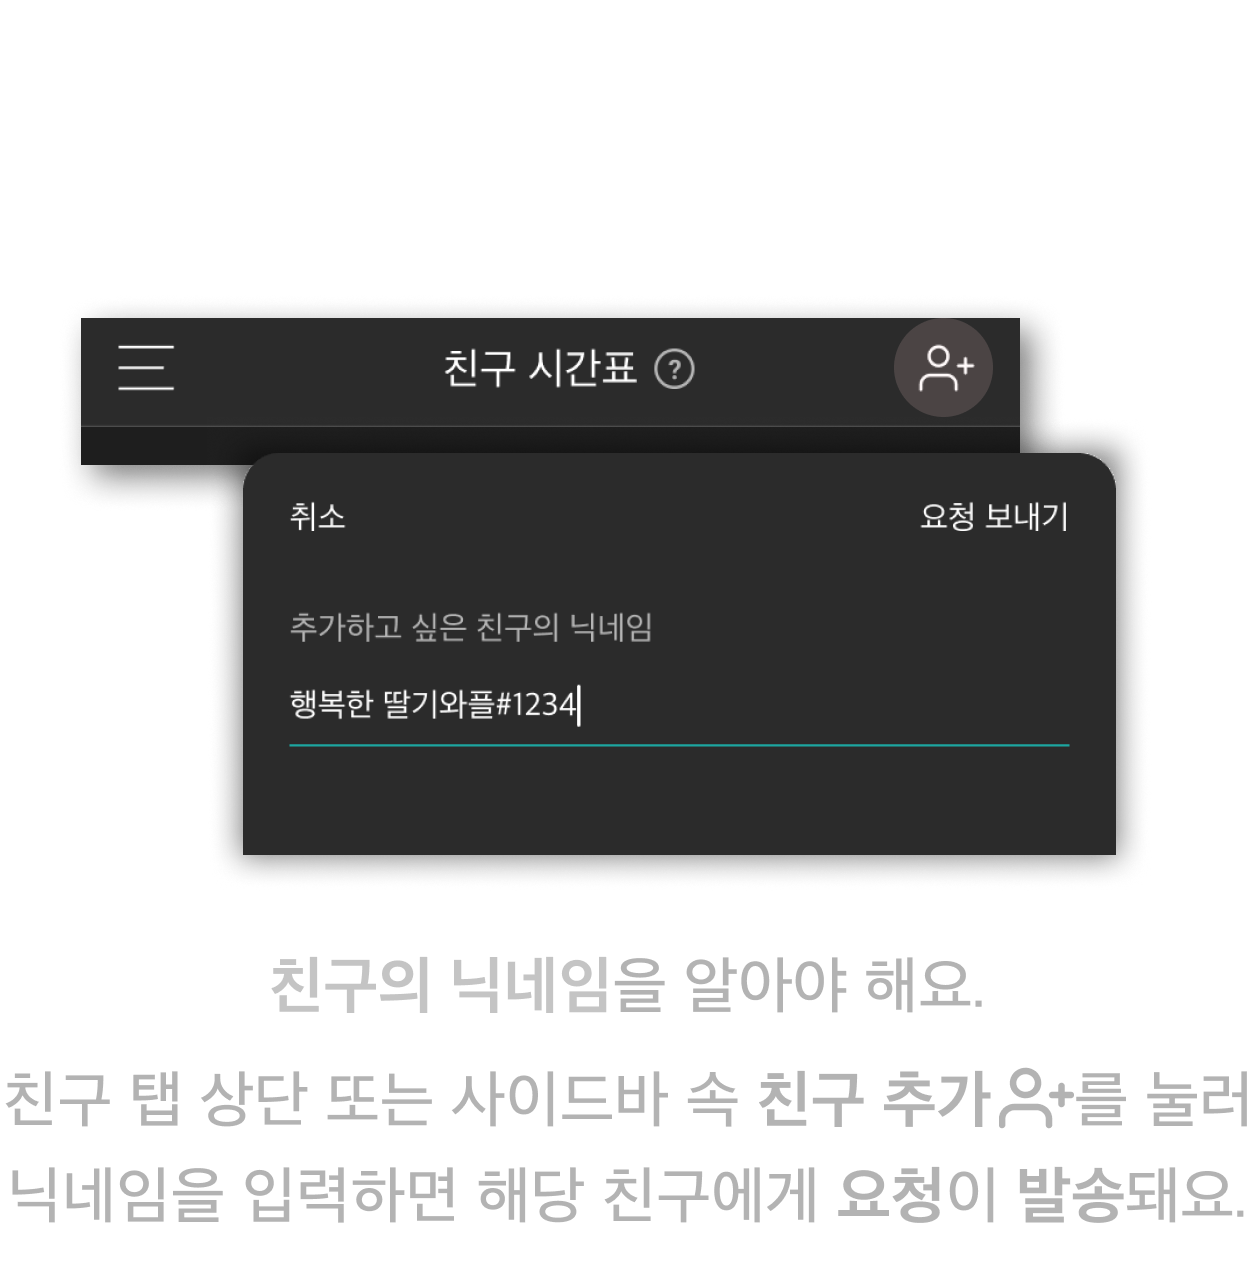 친구 시간표 ?
취소 요청 보내기
추가하고 싶은 친구의 닉네임
행복한 딸기와플#1234
친구의 닉네임을 알아야 해요.
친구 탭 상단 또는 사이드바 속 친구 추가를 눌러
닉네임을 입력하면 해당 친구에게 요청이 발송돼요.